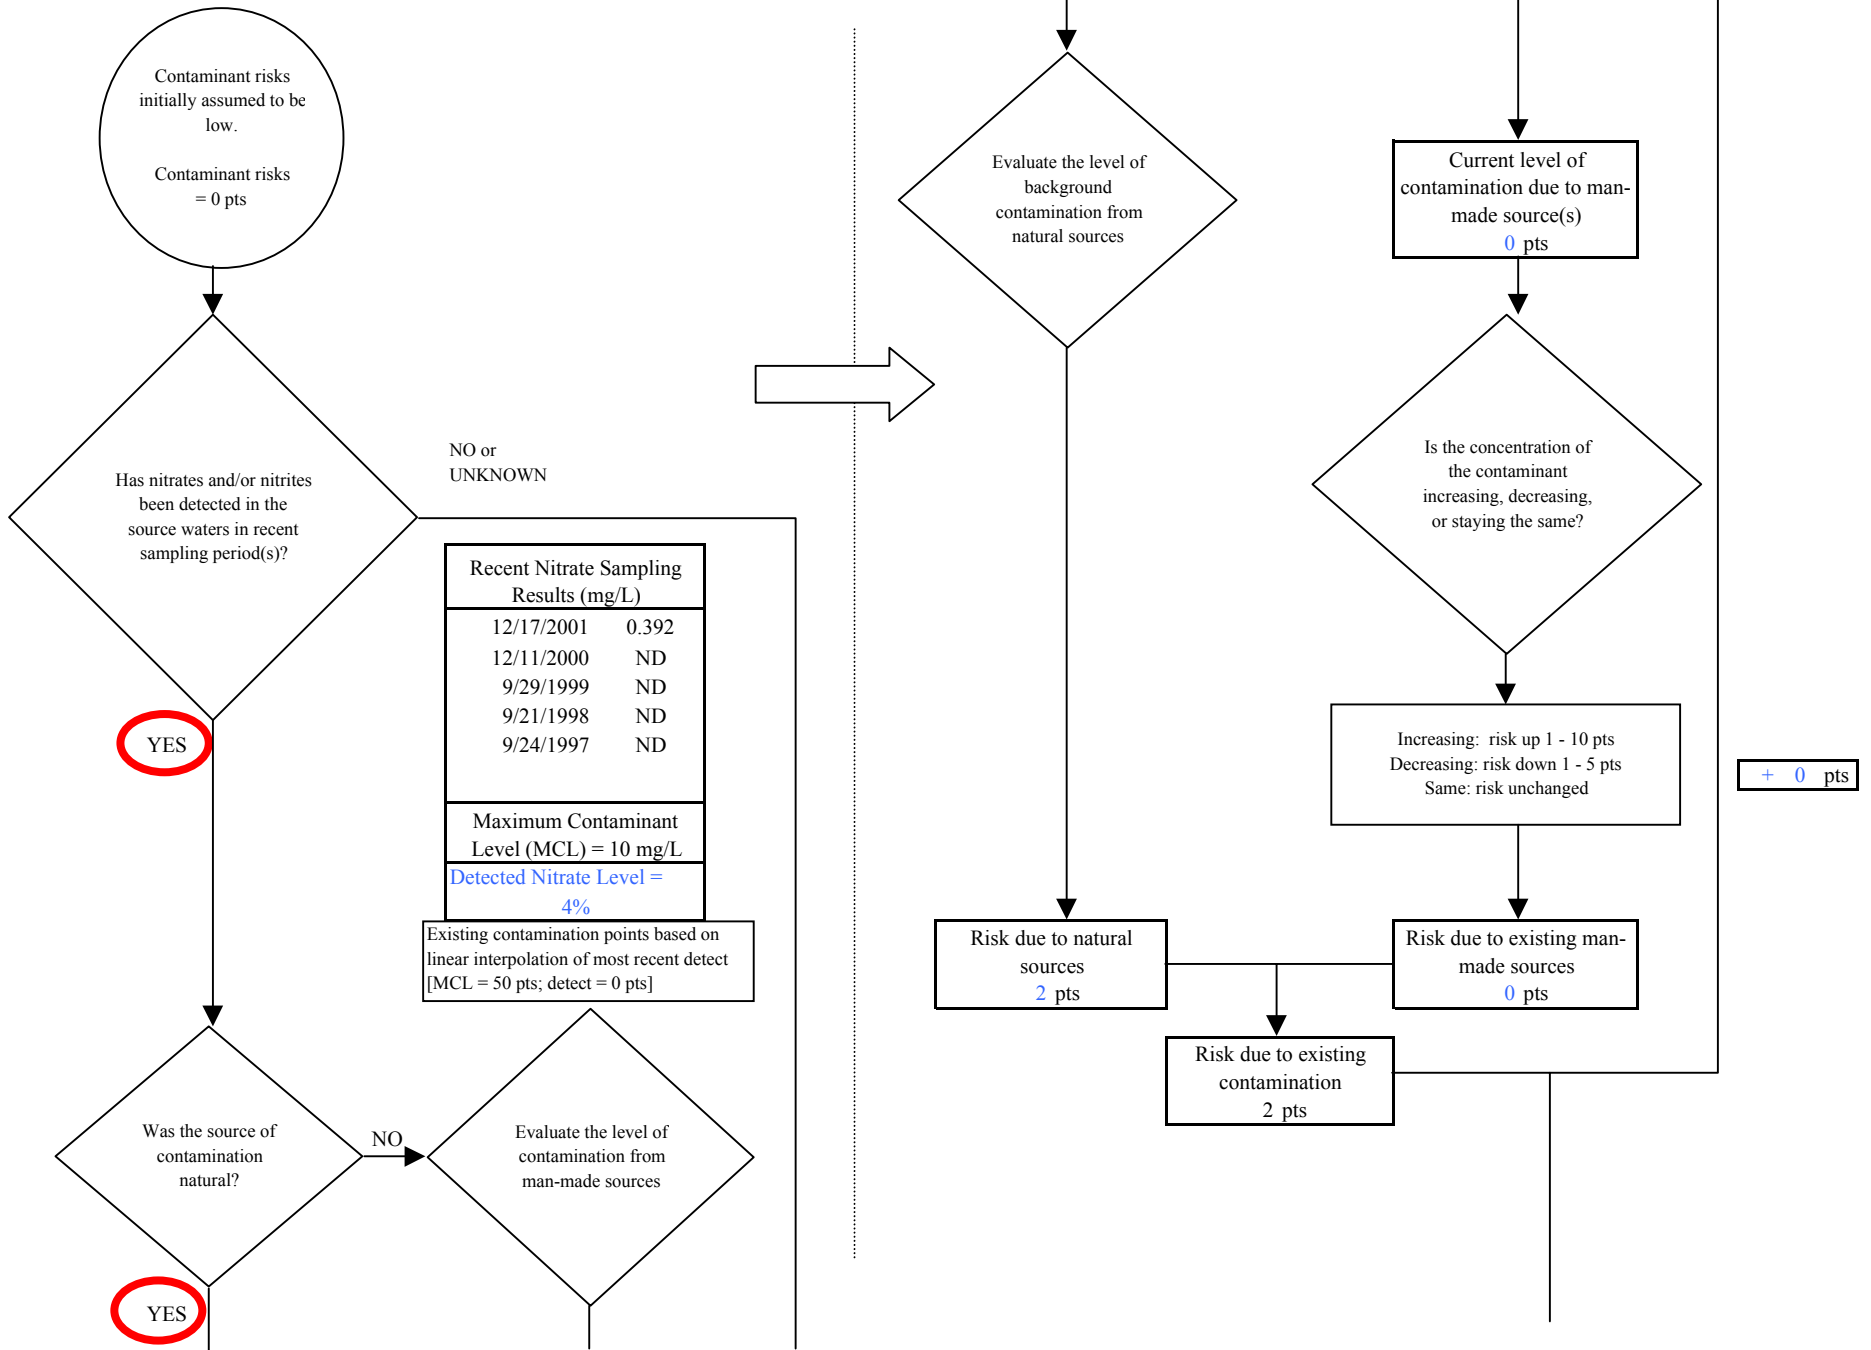 Contaminant risks
initially assumed to be
low.
Contaminant risks
= 0 pts
Has nitrates and/or nitrites
been detected in the
source waters in recent
sampling period(s)?
NO or
UNKNOWN
YES
Recent Nitrate Sampling
Results (mg/L)
12/17/2001 0.392
12/11/2000 ND
9/29/1999 ND
9/21/1998 ND
9/24/1997 ND
Maximum Contaminant
Level (MCL) = 10 mg/L
Detected Nitrate Level =
4%
Existing contamination points based on
linear interpolation of most recent detect
[MCL = 50 pts; detect = 0 pts]
Was the source of
contamination
natural?
NO
Evaluate the level of
contamination from
man-made sources
YES
Evaluate the level of
background
contamination from
natural sources
Current level of
contamination due to man-
made source(s)
0 pts
Is the concentration of
the contaminant
increasing, decreasing,
or staying the same?
Increasing: risk up 1 - 10 pts
Decreasing: risk down 1 - 5 pts
Same: risk unchanged
+ 0 pts
Risk due to natural
sources
2 pts
Risk due to existing man-
made sources
0 pts
Risk due to existing
contamination
2 pts